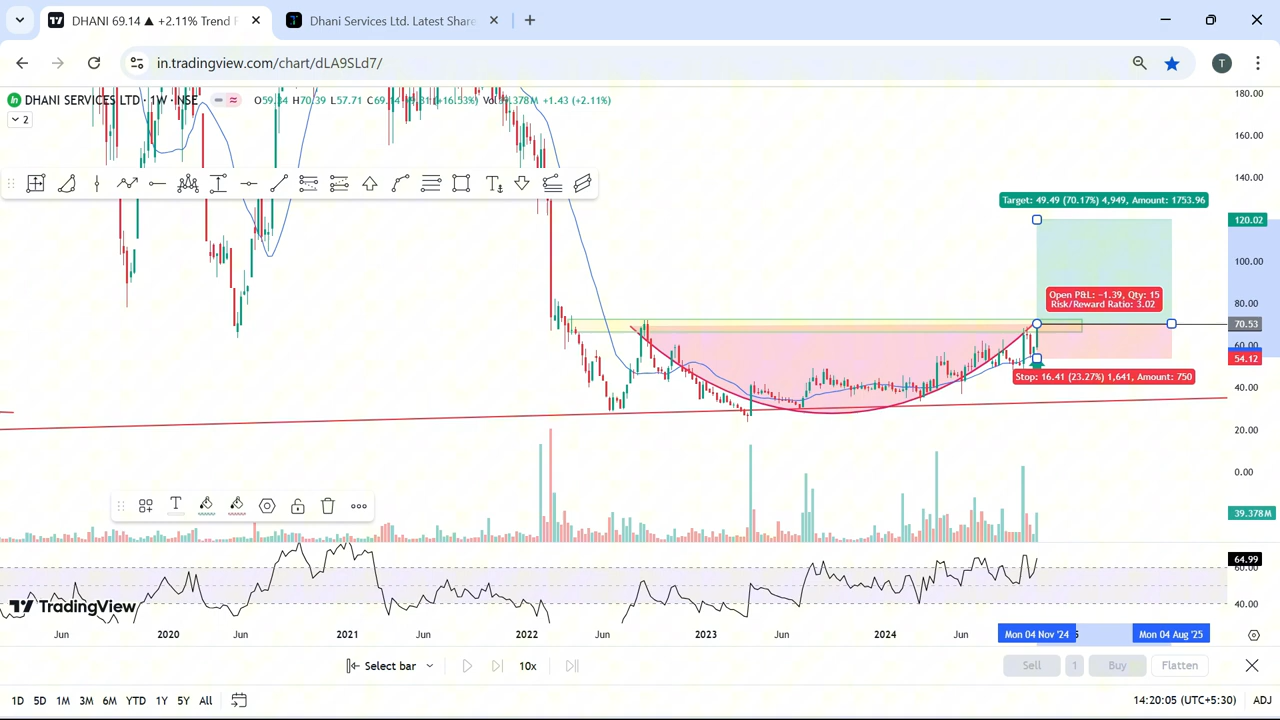 DHANI 69.14 ▲ +2.11% Trend
Dhani Services Ltd. Latest Share
in.tradingview.com/chart/dLA9SLd7/
T
DHANI SERVICES LTD · 1W · NSE
O59.34 H70.39 L57.71
39.378M +1.43 (+2.11%)
2
180.00
160.00
140.00
Target: 49.49 (70.17%) 4,949, Amount: 1753.96
120.02
100.00
Open P&L: −1.39, Qty: 15
Risk/Reward Ratio: 3.02
80.00
70.53
60.00
54.12
Stop: 16.41 (23.27%) 1,641, Amount: 750
40.00
20.00
0.00
39.378M
64.99
60.00
40.00
TradingView
Jun 2020 Jun 2021 Jun 2022 Jun 2023 Jun 2024 Jun Mon 04 Nov '24 Mon 04 Aug '25
Select bar 10x Sell 1 Buy Flatten
1D 5D 1M 3M 6M YTD 1Y 5Y All 14:20:05 (UTC+5:30) ADJ